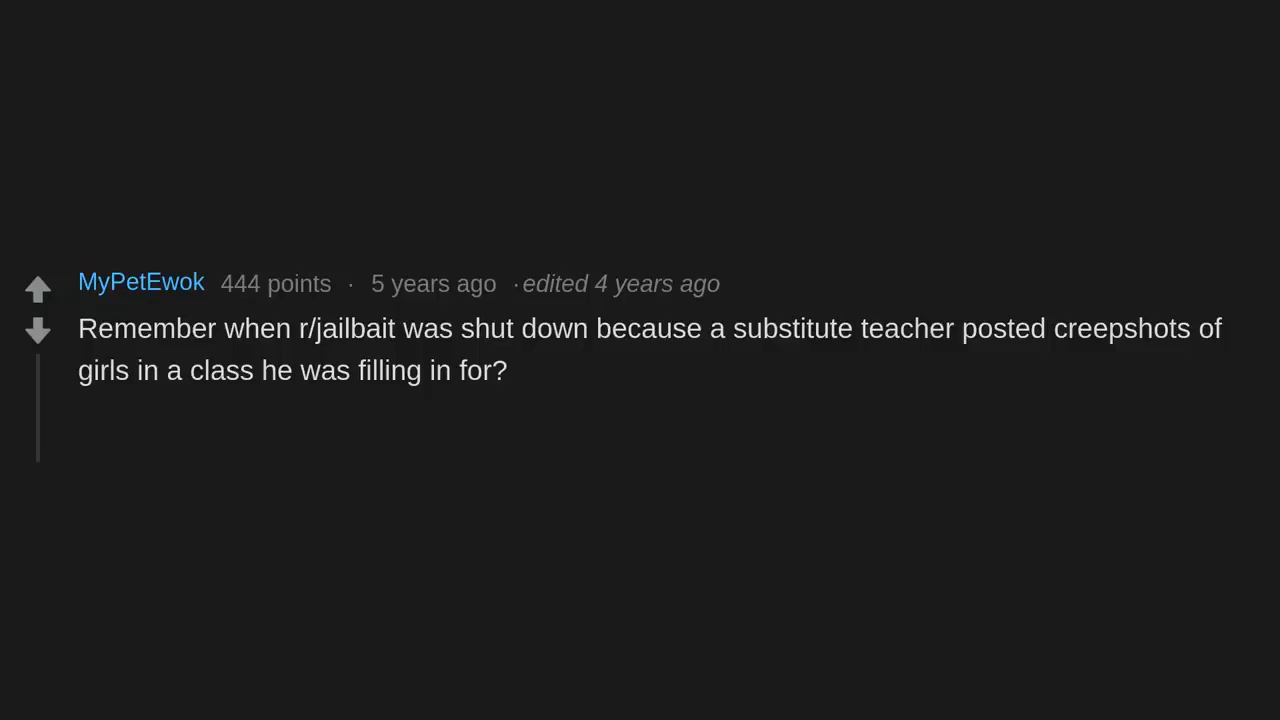 MyPetEwok 444 points · 5 years ago · edited 4 years ago
Remember when r/jailbait was shut down because a substitute teacher posted creepshots of
girls in a class he was filling in for?